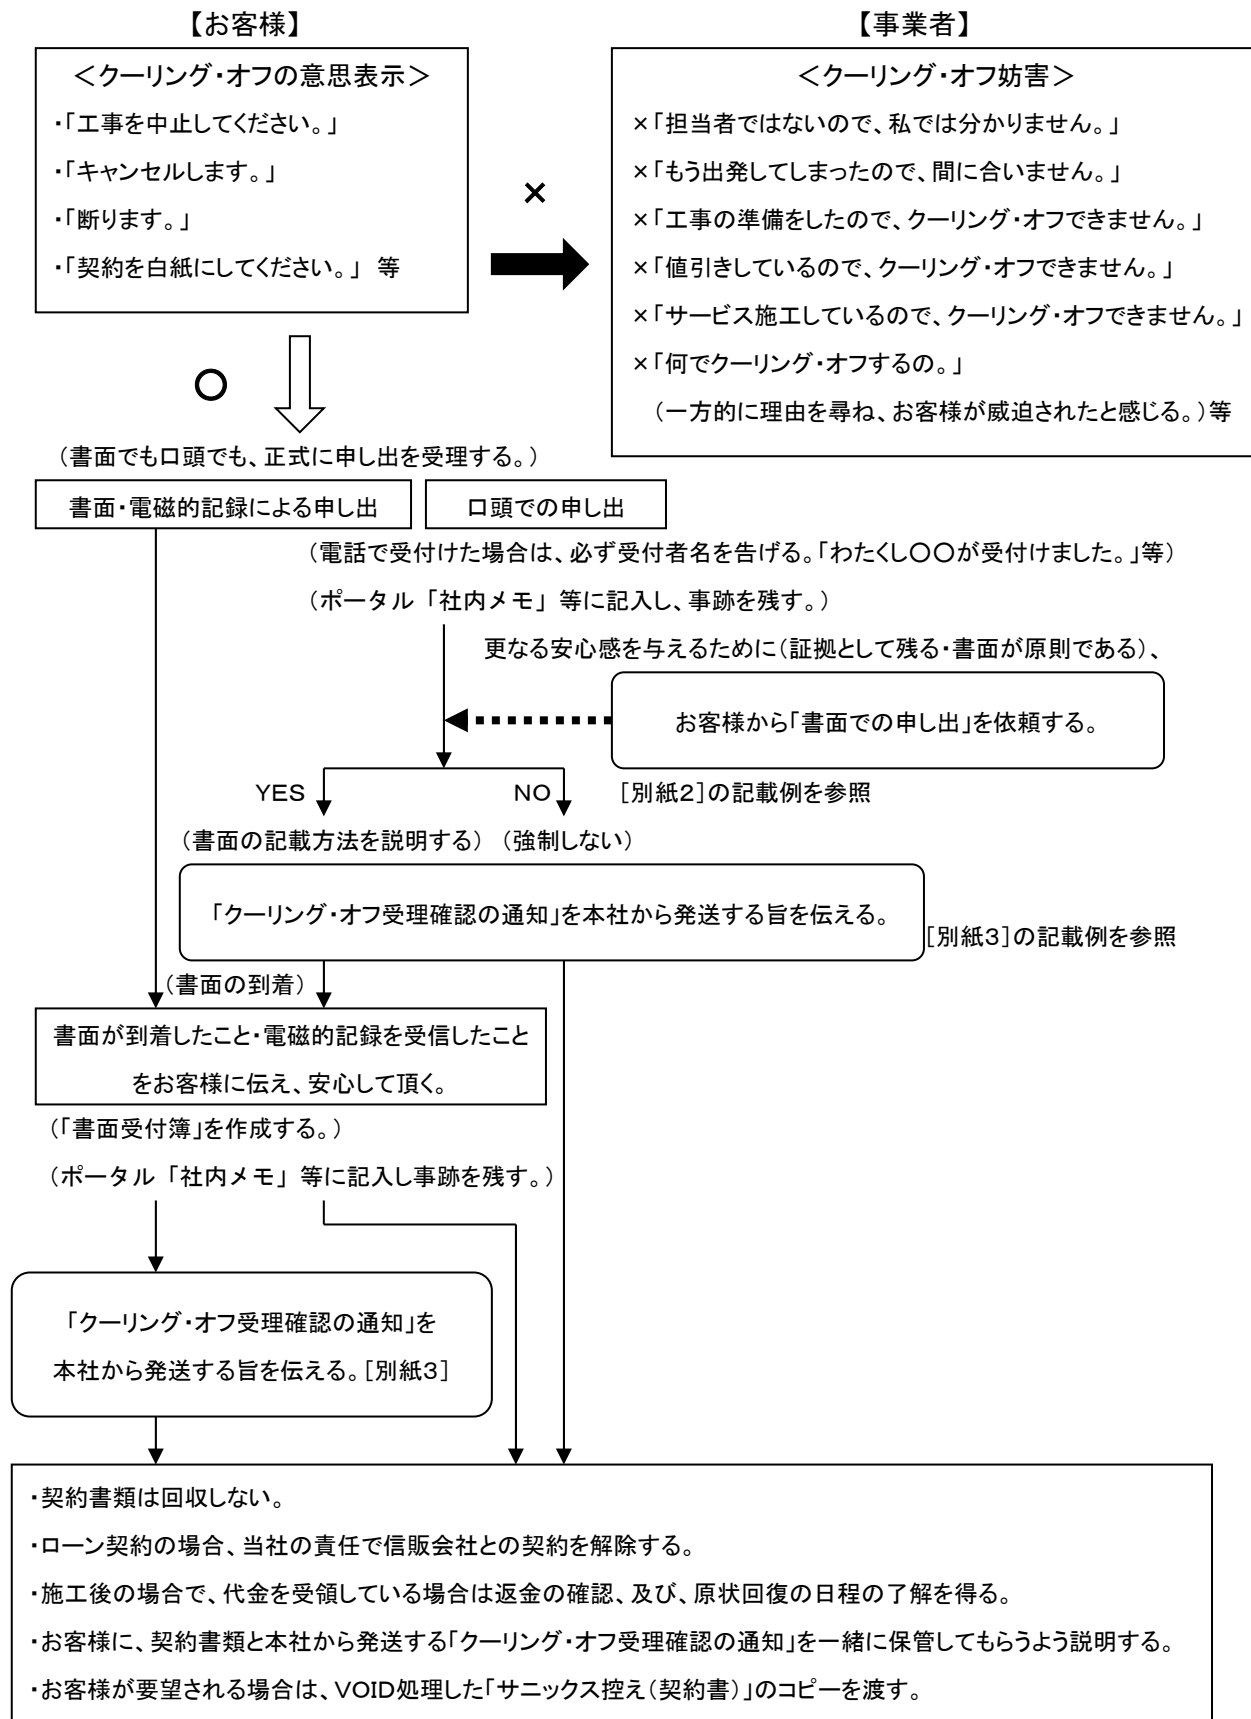 【お客様】
＜クーリング・オフの意思表示＞
・「工事を中止してください。」
・「キャンセルします。」
・「断ります。」
・「契約を白紙にしてください。」 等
×
○
【事業者】
＜クーリング・オフ妨害＞
×「担当者ではないので、私では分かりません。」
×「もう出発してしまったので、間に合いません。」
×「工事の準備をしたので、クーリング・オフできません。」
×「値引きしているので、クーリング・オフできません。」
×「サービス施工しているので、クーリング・オフできません。」
×「何でクーリング・オフするの。」
（一方的に理由を尋ね、お客様が威迫されたと感じる。）等
（書面でも口頭でも、正式に申し出を受理する。）
書面・電磁的記録による申し出
口頭での申し出
（電話で受付けた場合は、必ず受付者名を告げる。「わたくし〇〇が受付けました。」等）
（ポータル「社内メモ」等に記入し、事跡を残す。）
更なる安心感を与えるために（証拠として残る・書面が原則である）、
お客様から「書面での申し出」を依頼する。
YES
NO
［別紙２］の記載例を参照
（書面の記載方法を説明する）
（強制しない）
「クーリング・オフ受理確認の通知」を本社から発送する旨を伝える。
［別紙３］の記載例を参照
（書面の到着）
書面が到着したこと・電磁的記録を受信したこと
をお客様に伝え、安心して頂く。
（「書面受付簿」を作成する。）
（ポータル「社内メモ」等に記入し事跡を残す。）
「クーリング・オフ受理確認の通知」を
本社から発送する旨を伝える。［別紙３］
・契約書類は回収しない。
・ローン契約の場合、当社の責任で信販会社との契約を解除する。
・施工後の場合で、代金を受領している場合は返金の確認、及び、原状回復の日程の了解を得る。
・お客様に、契約書類と本社から発送する「クーリング・オフ受理確認の通知」を一緒に保管してもらうよう説明する。
・お客様が要望される場合は、VOID処理した「サニックス控え（契約書）」のコピーを渡す。